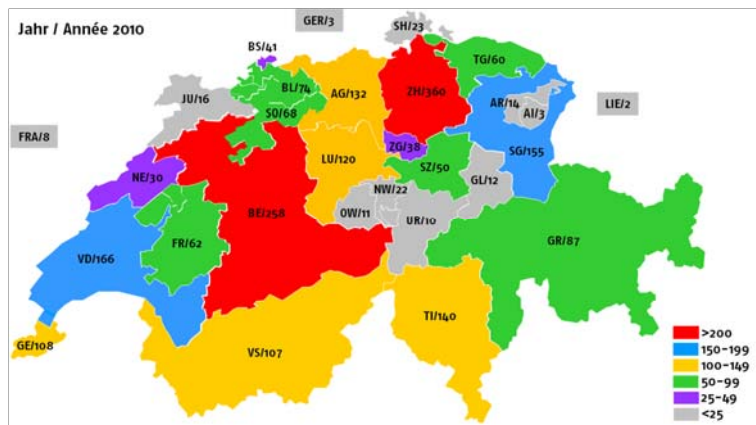 Jahr / Année 2010
GER/3
SH/23
BS/41
TG/60
BL/74
AG/132
ZH/360
JU/16
AR/14
LIE/2
SO/68
AI/3
FRA/8
ZG/38
LU/120
SG/155
SZ/50
NE/30
GL/12
NW/22
BE/258
OW/11
UR/10
FR/62
GR/87
VD/166
TI/140
GE/108
VS/107
>200
150-199
100-149
50-99
25-49
<25